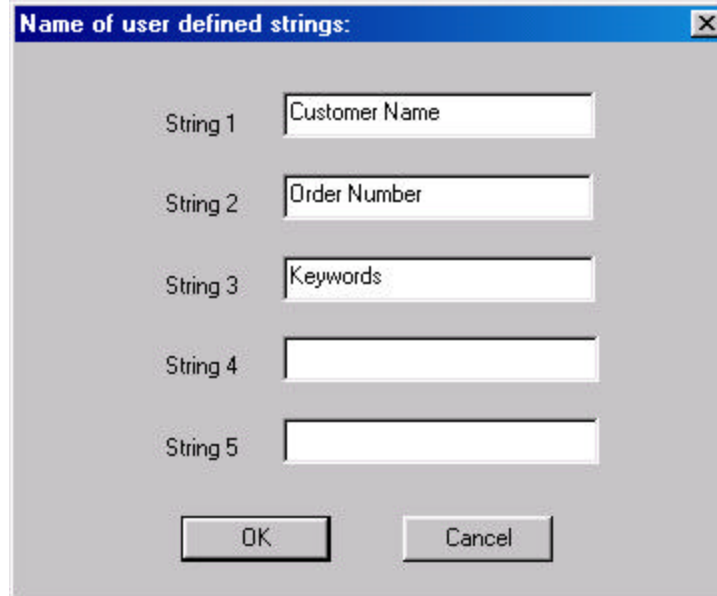 Name of user defined strings:
String 1 Customer Name
String 2 Order Number
String 3 Keywords
String 4
String 5
OK Cancel